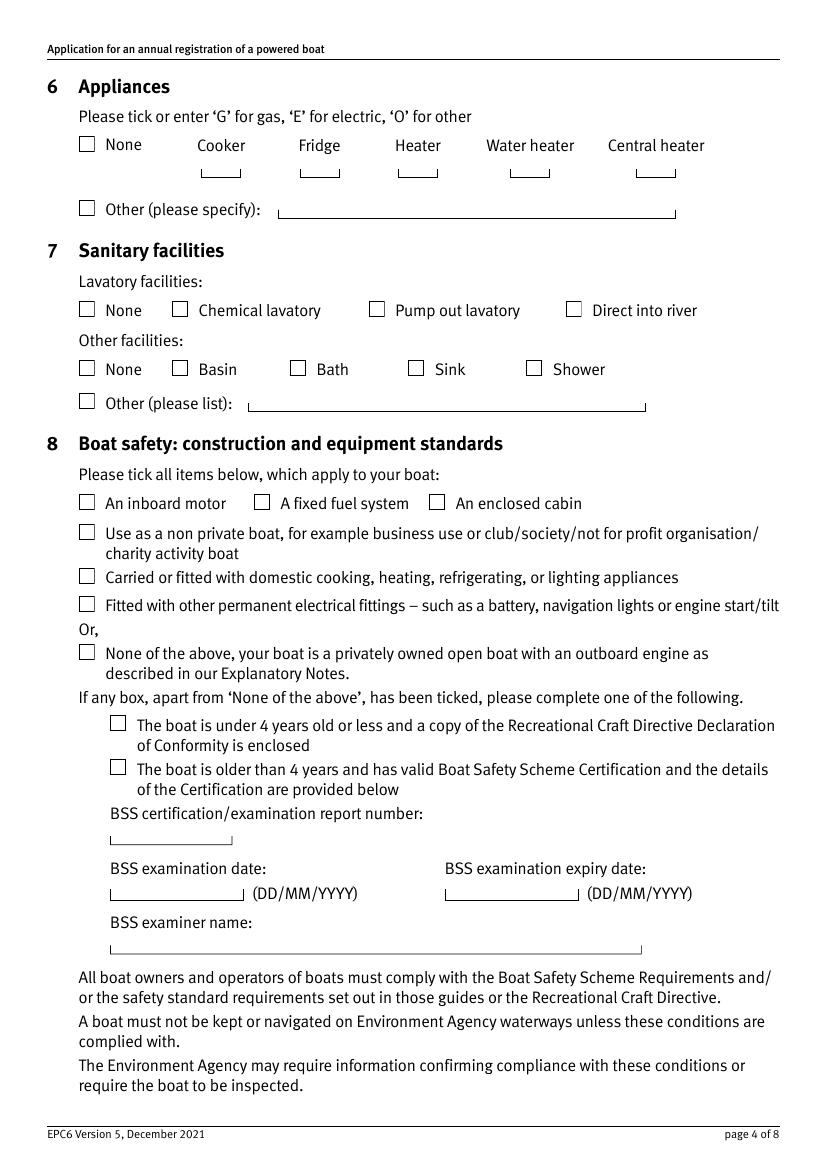 Application for an annual registration of a powered boat
6 Appliances
Please tick or enter ‘G’ for gas, ‘E’ for electric, ‘O’ for other
None Cooker Fridge Heater Water heater Central heater
Other (please specify):
7 Sanitary facilities
Lavatory facilities:
None Chemical lavatory Pump out lavatory Direct into river
Other facilities:
None Basin Bath Sink Shower
Other (please list):
8 Boat safety: construction and equipment standards
Please tick all items below, which apply to your boat:
An inboard motor A fixed fuel system An enclosed cabin
Use as a non private boat, for example business use or club/society/not for profit organisation/
charity activity boat
Carried or fitted with domestic cooking, heating, refrigerating, or lighting appliances
Fitted with other permanent electrical fittings – such as a battery, navigation lights or engine start/tilt
Or,
None of the above, your boat is a privately owned open boat with an outboard engine as
described in our Explanatory Notes.
If any box, apart from ‘None of the above’, has been ticked, please complete one of the following.
The boat is under 4 years old or less and a copy of the Recreational Craft Directive Declaration
of Conformity is enclosed
The boat is older than 4 years and has valid Boat Safety Scheme Certification and the details
of the Certification are provided below
BSS certification/examination report number:
BSS examination date: BSS examination expiry date:
(DD/MM/YYYY) (DD/MM/YYYY)
BSS examiner name:
All boat owners and operators of boats must comply with the Boat Safety Scheme Requirements and/
or the safety standard requirements set out in those guides or the Recreational Craft Directive.
A boat must not be kept or navigated on Environment Agency waterways unless these conditions are
complied with.
The Environment Agency may require information confirming compliance with these conditions or
require the boat to be inspected.
EPC6 Version 5, December 2021 page 4 of 8